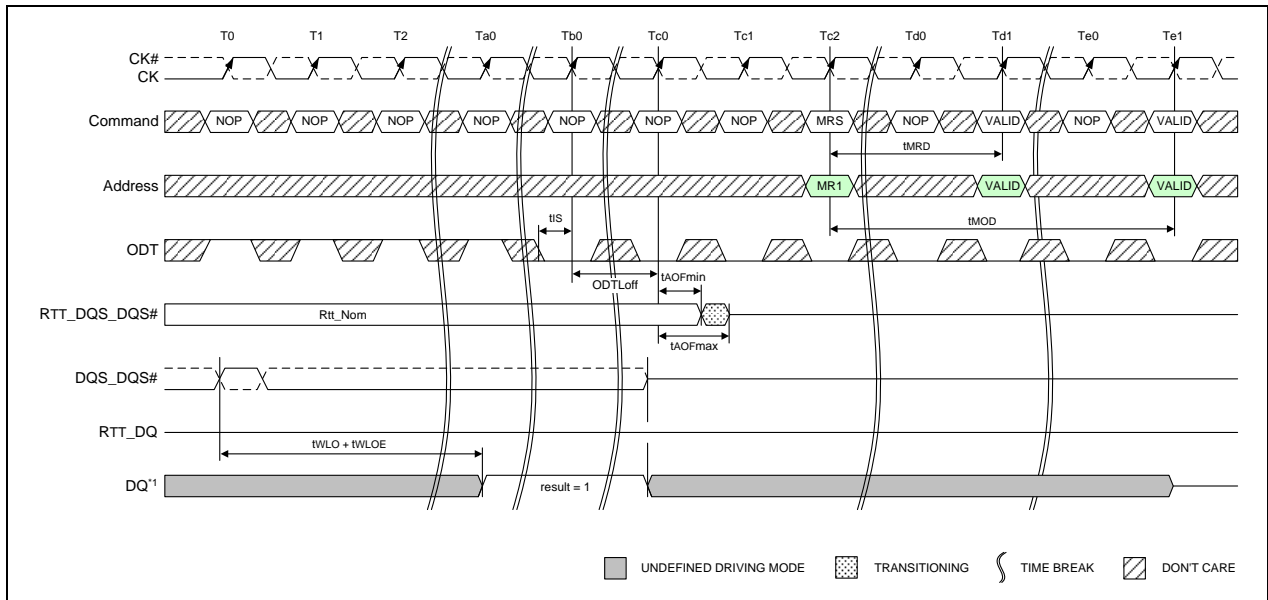 T0 T1 T2 Ta0 Tb0 Tc0 Tc1 Tc2 Td0 Td1 Te0 Te1
CK#
CK
Command NOP NOP NOP NOP NOP NOP NOP MRS NOP VALID NOP VALID
tMRD
Address MR1 VALID VALID
tIS
tMOD
ODT
ODTLoff
tAOFmin
RTT_DQS_DQS# Rtt_Nom
tAOFmax
DQS_DQS#
RTT_DQ
tWLO + tWLOE
DQ*1 result = 1
UNDEFINED DRIVING MODE TRANSITIONING TIME BREAK DON'T CARE